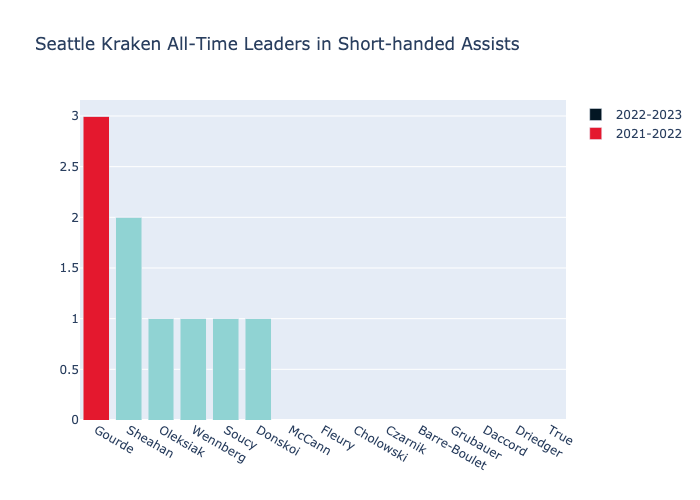 Seattle Kraken All-Time Leaders in Short-handed Assists
2022-2023
2021-2022
3
2.5
2
1.5
1
0.5
0
Gourde
Sheahan
Oleksiak
Wennberg
Soucy
Donskoi
McCann
Fleury
Cholowski
Czarnik
Barre-Boulet
Grubauer
Daccord
Driedger
True